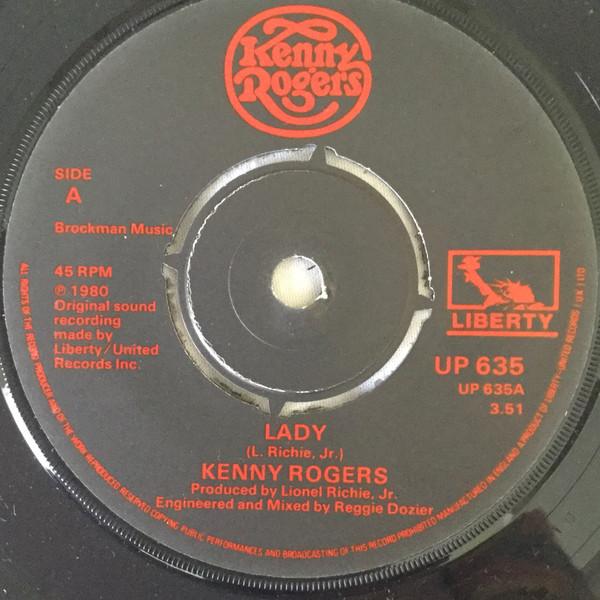 Kenny
Rogers
SIDE
A
Brockman Music
45 RPM
℗ 1980
Original sound
recording
made by
Liberty/United
Records Inc.
LIBERTY
UP 635
UP 635A
3.51
LADY
(L. Richie, Jr.)
KENNY ROGERS
Produced by Lionel Richie, Jr.
Engineered and Mixed by Reggie Dozier
ALL RIGHTS OF THE RECORD PRODUCER AND OF THE WORK REPRODUCED RESERVED COPYING PUBLIC PERFORMANCES AND BROADCASTING OF THIS RECORD PROHIBITED MANUFACTURED IN ENGLAND A PRODUCT OF LIBERTY-UNITED RECORDS (UK) LTD